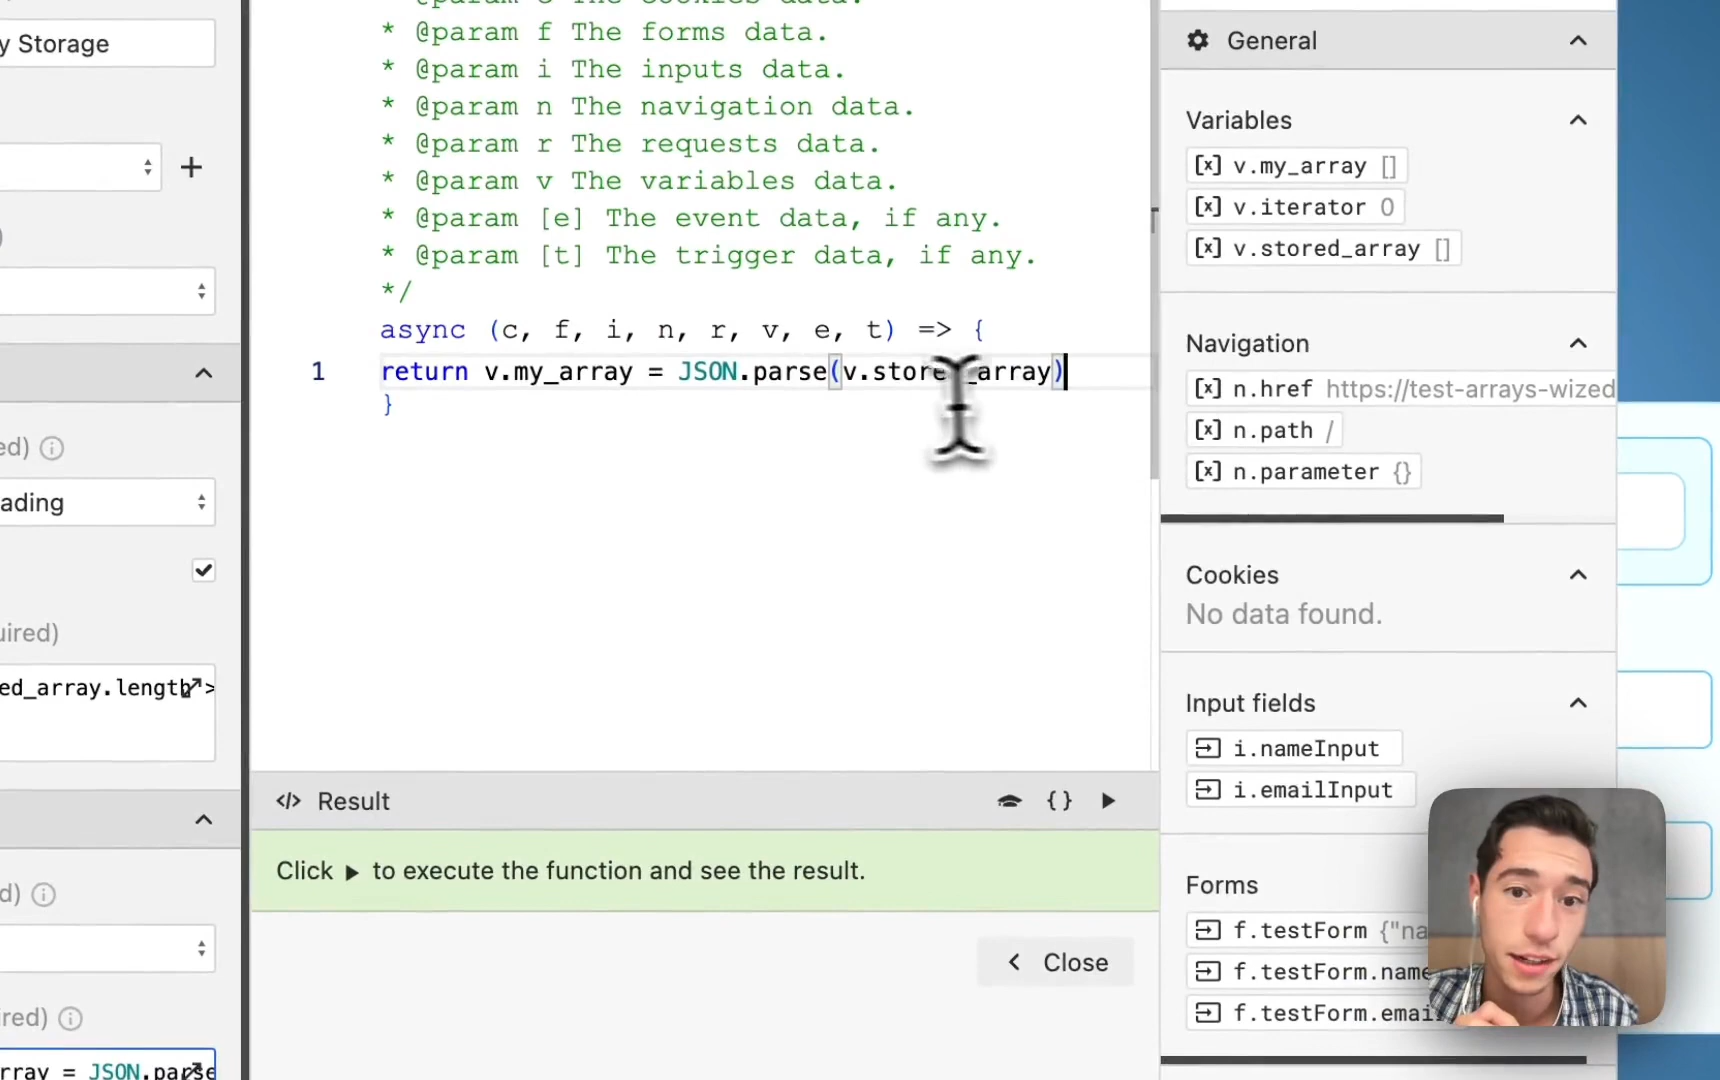 y Storage
ed)
ading
uired)
ed_array.length >
d)
ired)
rray = JSON.parse
* @param f The forms data.
* @param i The inputs data.
* @param n The navigation data.
* @param r The requests data.
* @param v The variables data.
* @param [e] The event data, if any.
* @param [t] The trigger data, if any.
*/
async (c, f, i, n, r, v, e, t) => {
1 return v.my_array = JSON.parse(v.stored_array)
}
</> Result
{ }
Click ▶ to execute the function and see the result.
Close
General
Variables
[x] v.my_array []
[x] v.iterator 0
[x] v.stored_array []
Navigation
[x] n.href https://test-arrays-wized
[x] n.path /
[x] n.parameter {}
Cookies
No data found.
Input fields
i.nameInput
i.emailInput
Forms
f.testForm {"na
f.testForm.name
f.testForm.email